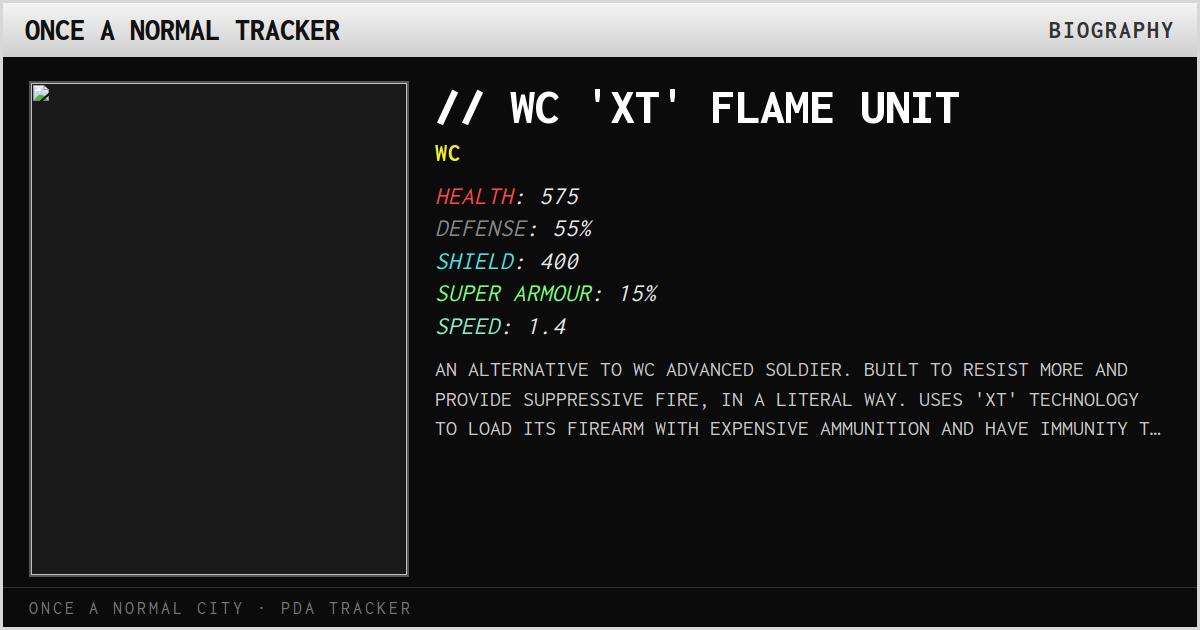 ONCE A NORMAL TRACKER
BIOGRAPHY
// WC 'XT' FLAME UNIT
WC
HEALTH: 575
DEFENSE: 55%
SHIELD: 400
SUPER ARMOUR: 15%
SPEED: 1.4
AN ALTERNATIVE TO WC ADVANCED SOLDIER. BUILT TO RESIST MORE AND
PROVIDE SUPPRESSIVE FIRE, IN A LITERAL WAY. USES 'XT' TECHNOLOGY
TO LOAD ITS FIREARM WITH EXPENSIVE AMMUNITION AND HAVE IMMUNITY T…
ONCE A NORMAL CITY · PDA TRACKER